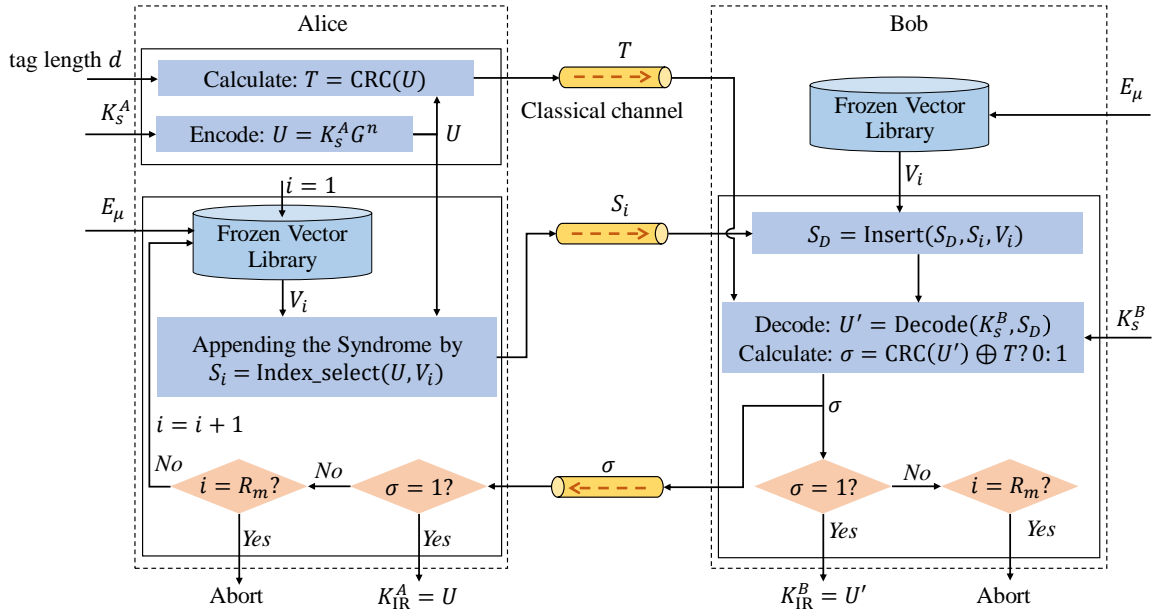 Alice
Bob
tag length d
Calculate: T = CRC(U)
T
Classical channel
K_s^A
Encode: U = K_s^A G^n
U
Frozen Vector
Library
E_μ
V_i
i = 1
E_μ
Frozen Vector
Library
V_i
S_i
S_D = Insert(S_D, S_i, V_i)
Appending the Syndrome by
S_i = Index_select(U, V_i)
Decode: U′ = Decode(K_s^B, S_D)
Calculate: σ = CRC(U′) ⊕ T? 0: 1
K_s^B
i = i + 1
σ
No
i = R_m?
No
σ = 1?
σ
σ = 1?
No
i = R_m?
Yes
Yes
Yes
Yes
Abort
K_IR^A = U
K_IR^B = U′
Abort